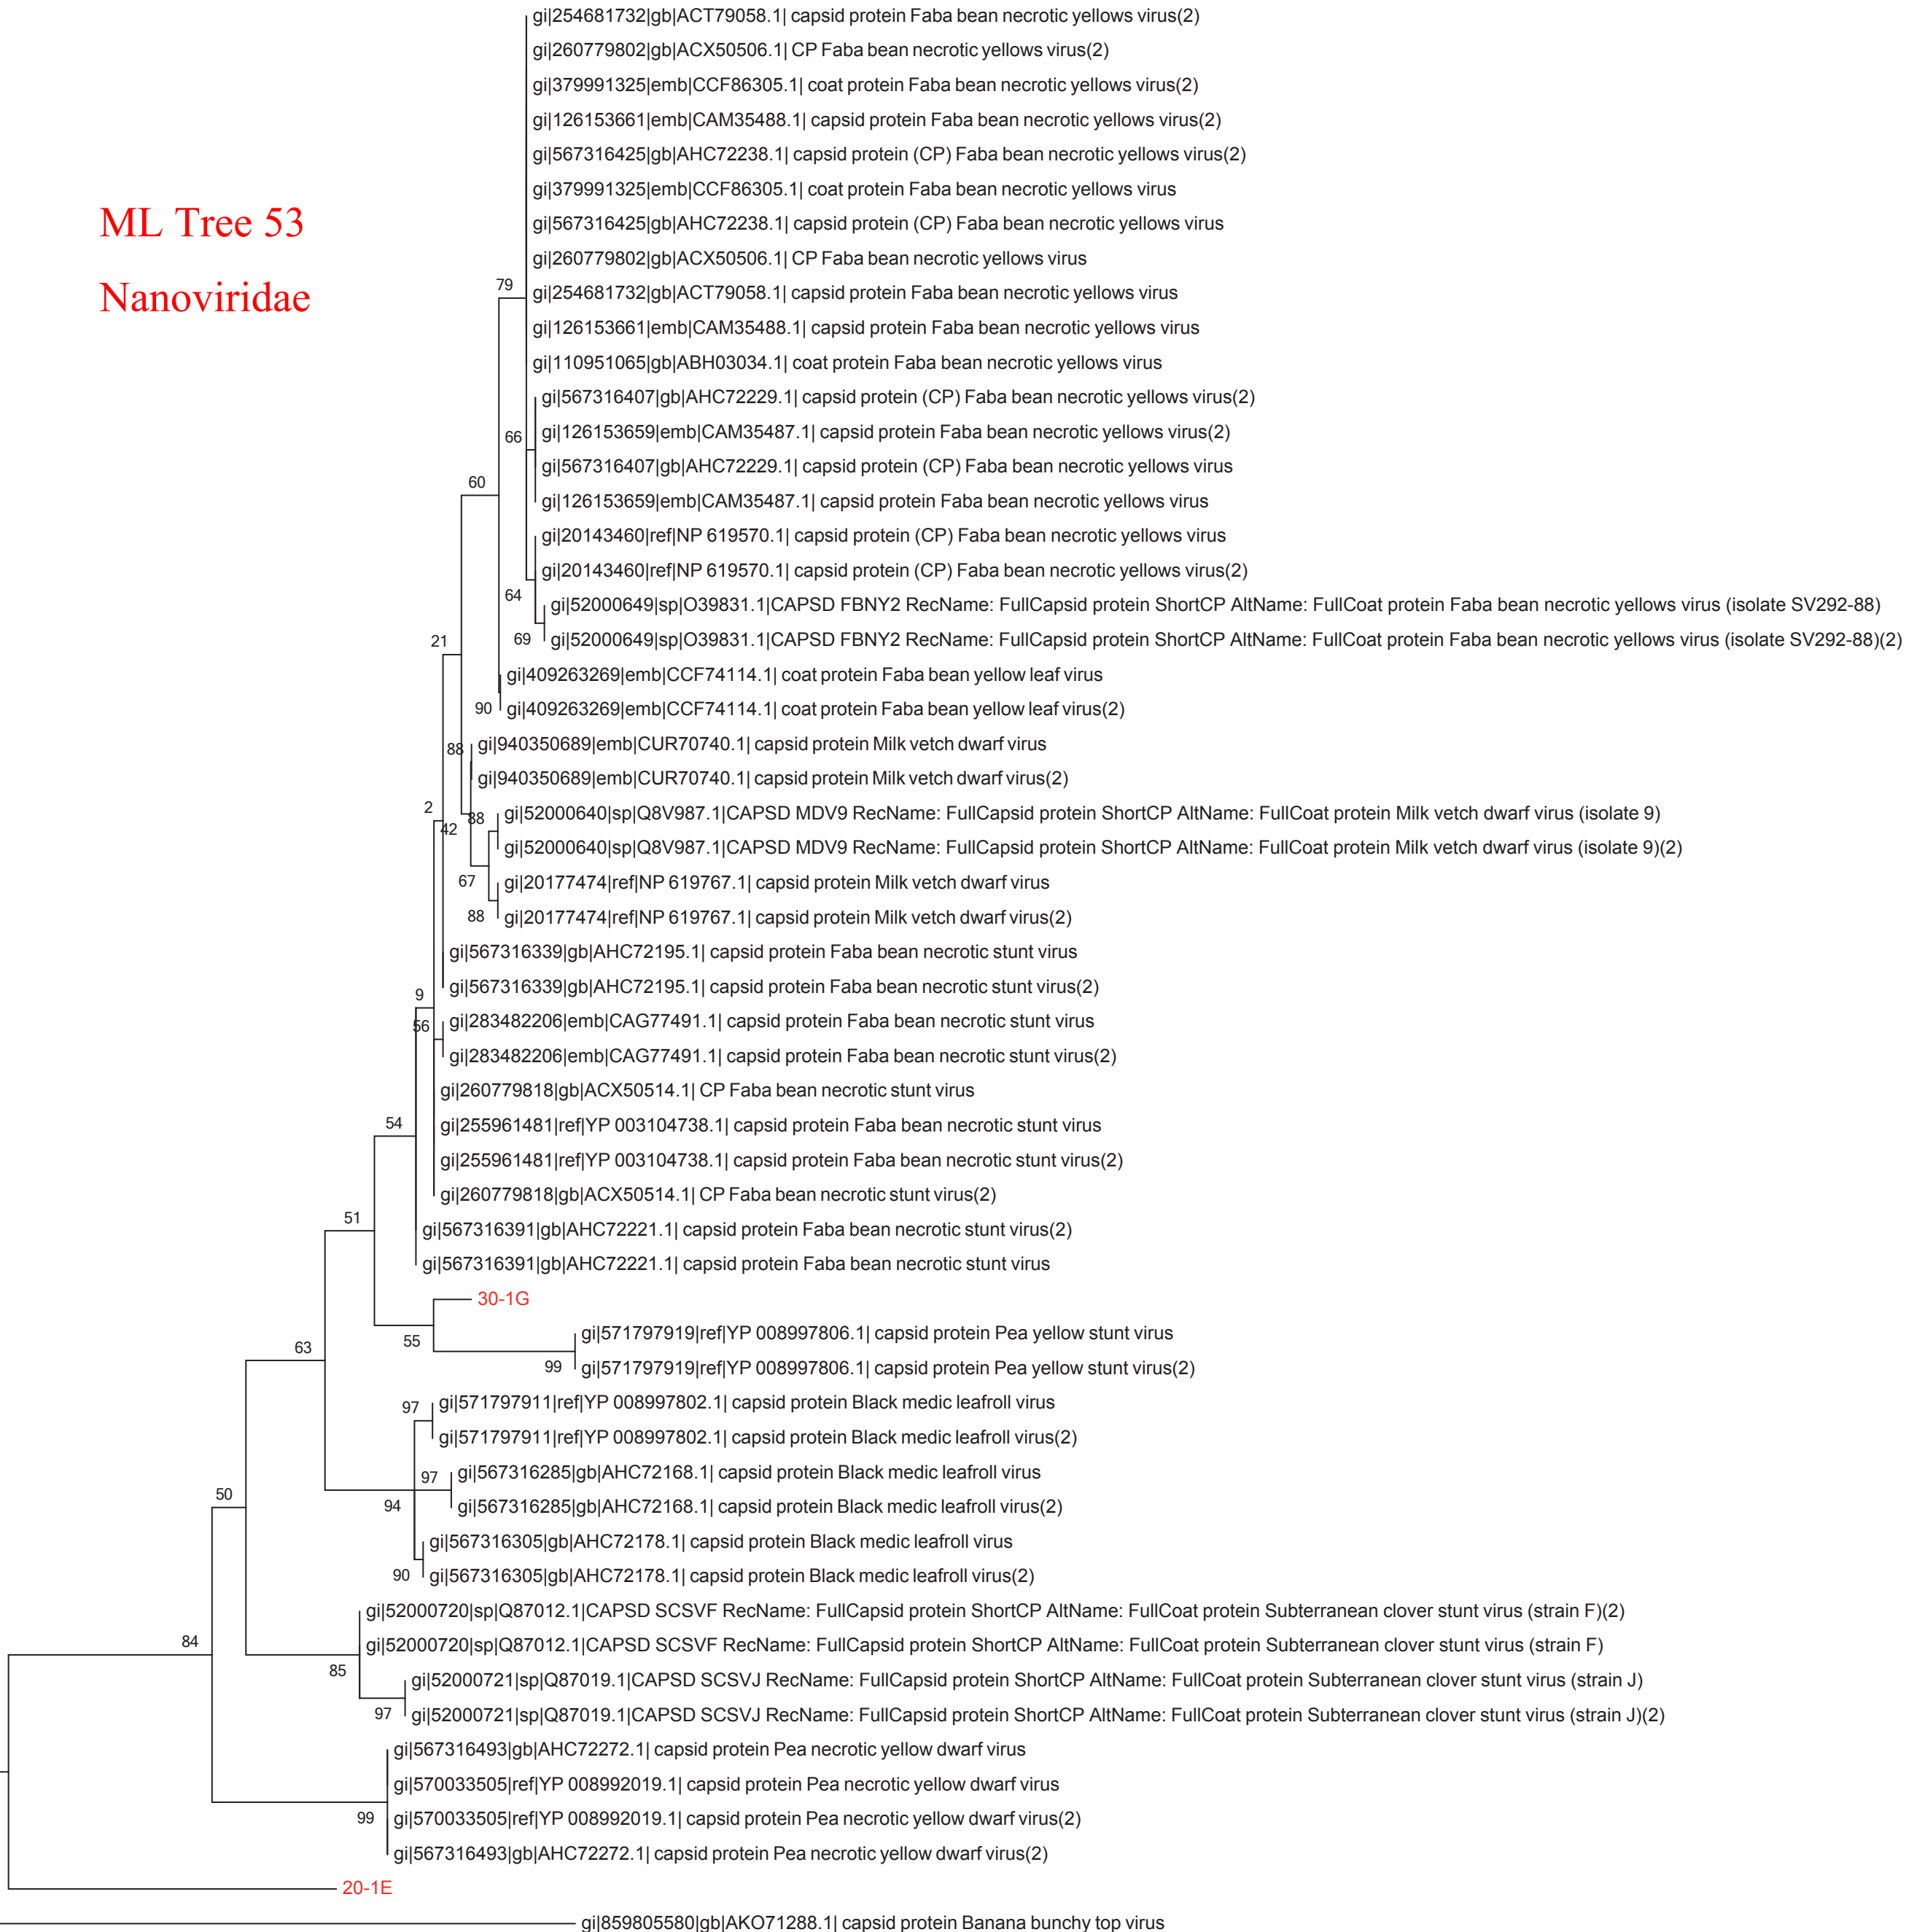 gi|254681732|gb|ACT79058.1| capsid protein Faba bean necrotic yellows virus(2)
gi|260779802|gb|ACX50506.1| CP Faba bean necrotic yellows virus(2)
gi|379991325|emb|CCF86305.1| coat protein Faba bean necrotic yellows virus(2)
gi|126153661|emb|CAM35488.1| capsid protein Faba bean necrotic yellows virus(2)
gi|567316425|gb|AHC72238.1| capsid protein (CP) Faba bean necrotic yellows virus(2)
gi|379991325|emb|CCF86305.1| coat protein Faba bean necrotic yellows virus
ML Tree 53
gi|567316425|gb|AHC72238.1| capsid protein (CP) Faba bean necrotic yellows virus
gi|260779802|gb|ACX50506.1| CP Faba bean necrotic yellows virus
Nanoviridae
79
gi|254681732|gb|ACT79058.1| capsid protein Faba bean necrotic yellows virus
gi|126153661|emb|CAM35488.1| capsid protein Faba bean necrotic yellows virus
gi|110951065|gb|ABH03034.1| coat protein Faba bean necrotic yellows virus
gi|567316407|gb|AHC72229.1| capsid protein (CP) Faba bean necrotic yellows virus(2)
66
gi|126153659|emb|CAM35487.1| capsid protein Faba bean necrotic yellows virus(2)
gi|567316407|gb|AHC72229.1| capsid protein (CP) Faba bean necrotic yellows virus
60
gi|126153659|emb|CAM35487.1| capsid protein Faba bean necrotic yellows virus
gi|20143460|ref|NP 619570.1| capsid protein (CP) Faba bean necrotic yellows virus
gi|20143460|ref|NP 619570.1| capsid protein (CP) Faba bean necrotic yellows virus(2)
64
gi|52000649|sp|O39831.1|CAPSD FBNY2 RecName: FullCapsid protein ShortCP AltName: FullCoat protein Faba bean necrotic yellows virus (isolate SV292-88)
69
gi|52000649|sp|O39831.1|CAPSD FBNY2 RecName: FullCapsid protein ShortCP AltName: FullCoat protein Faba bean necrotic yellows virus (isolate SV292-88)(2)
21
gi|409263269|emb|CCF74114.1| coat protein Faba bean yellow leaf virus
90
gi|409263269|emb|CCF74114.1| coat protein Faba bean yellow leaf virus(2)
88
gi|940350689|emb|CUR70740.1| capsid protein Milk vetch dwarf virus
gi|940350689|emb|CUR70740.1| capsid protein Milk vetch dwarf virus(2)
2
88
gi|52000640|sp|Q8V987.1|CAPSD MDV9 RecName: FullCapsid protein ShortCP AltName: FullCoat protein Milk vetch dwarf virus (isolate 9)
42
gi|52000640|sp|Q8V987.1|CAPSD MDV9 RecName: FullCapsid protein ShortCP AltName: FullCoat protein Milk vetch dwarf virus (isolate 9)(2)
67
gi|20177474|ref|NP 619767.1| capsid protein Milk vetch dwarf virus
88
gi|20177474|ref|NP 619767.1| capsid protein Milk vetch dwarf virus(2)
gi|567316339|gb|AHC72195.1| capsid protein Faba bean necrotic stunt virus
gi|567316339|gb|AHC72195.1| capsid protein Faba bean necrotic stunt virus(2)
9
56
gi|283482206|emb|CAG77491.1| capsid protein Faba bean necrotic stunt virus
gi|283482206|emb|CAG77491.1| capsid protein Faba bean necrotic stunt virus(2)
gi|260779818|gb|ACX50514.1| CP Faba bean necrotic stunt virus
54
gi|255961481|ref|YP 003104738.1| capsid protein Faba bean necrotic stunt virus
gi|255961481|ref|YP 003104738.1| capsid protein Faba bean necrotic stunt virus(2)
gi|260779818|gb|ACX50514.1| CP Faba bean necrotic stunt virus(2)
51
gi|567316391|gb|AHC72221.1| capsid protein Faba bean necrotic stunt virus(2)
gi|567316391|gb|AHC72221.1| capsid protein Faba bean necrotic stunt virus
30-1G
55
gi|571797919|ref|YP 008997806.1| capsid protein Pea yellow stunt virus
63
99
gi|571797919|ref|YP 008997806.1| capsid protein Pea yellow stunt virus(2)
97
gi|571797911|ref|YP 008997802.1| capsid protein Black medic leafroll virus
gi|571797911|ref|YP 008997802.1| capsid protein Black medic leafroll virus(2)
97
gi|567316285|gb|AHC72168.1| capsid protein Black medic leafroll virus
50
94
gi|567316285|gb|AHC72168.1| capsid protein Black medic leafroll virus(2)
gi|567316305|gb|AHC72178.1| capsid protein Black medic leafroll virus
90
gi|567316305|gb|AHC72178.1| capsid protein Black medic leafroll virus(2)
gi|52000720|sp|Q87012.1|CAPSD SCSVF RecName: FullCapsid protein ShortCP AltName: FullCoat protein Subterranean clover stunt virus (strain F)(2)
84
gi|52000720|sp|Q87012.1|CAPSD SCSVF RecName: FullCapsid protein ShortCP AltName: FullCoat protein Subterranean clover stunt virus (strain F)
85
gi|52000721|sp|Q87019.1|CAPSD SCSVJ RecName: FullCapsid protein ShortCP AltName: FullCoat protein Subterranean clover stunt virus (strain J)
97
gi|52000721|sp|Q87019.1|CAPSD SCSVJ RecName: FullCapsid protein ShortCP AltName: FullCoat protein Subterranean clover stunt virus (strain J)(2)
gi|567316493|gb|AHC72272.1| capsid protein Pea necrotic yellow dwarf virus
gi|570033505|ref|YP 008992019.1| capsid protein Pea necrotic yellow dwarf virus
99
gi|570033505|ref|YP 008992019.1| capsid protein Pea necrotic yellow dwarf virus(2)
gi|567316493|gb|AHC72272.1| capsid protein Pea necrotic yellow dwarf virus(2)
20-1E
gi|859805580|gb|AKO71288.1| capsid protein Banana bunchy top virus